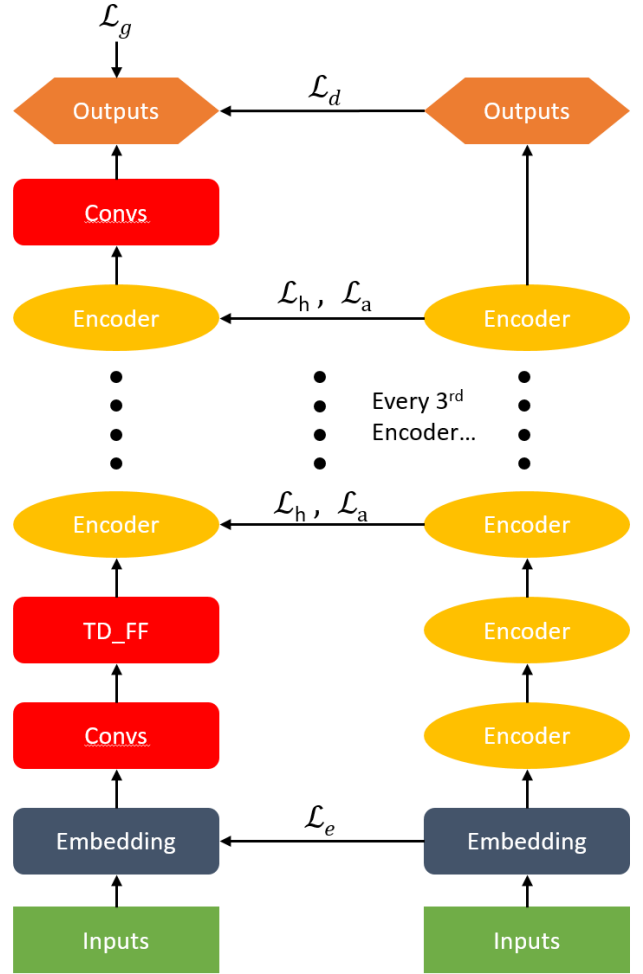 ℒg
Outputs ℒd Outputs
Convs
Encoder ℒh , ℒa Encoder
Every 3rd
Encoder...
Encoder ℒh , ℒa Encoder
TD_FF Encoder
Convs Encoder
Embedding ℒe Embedding
Inputs Inputs